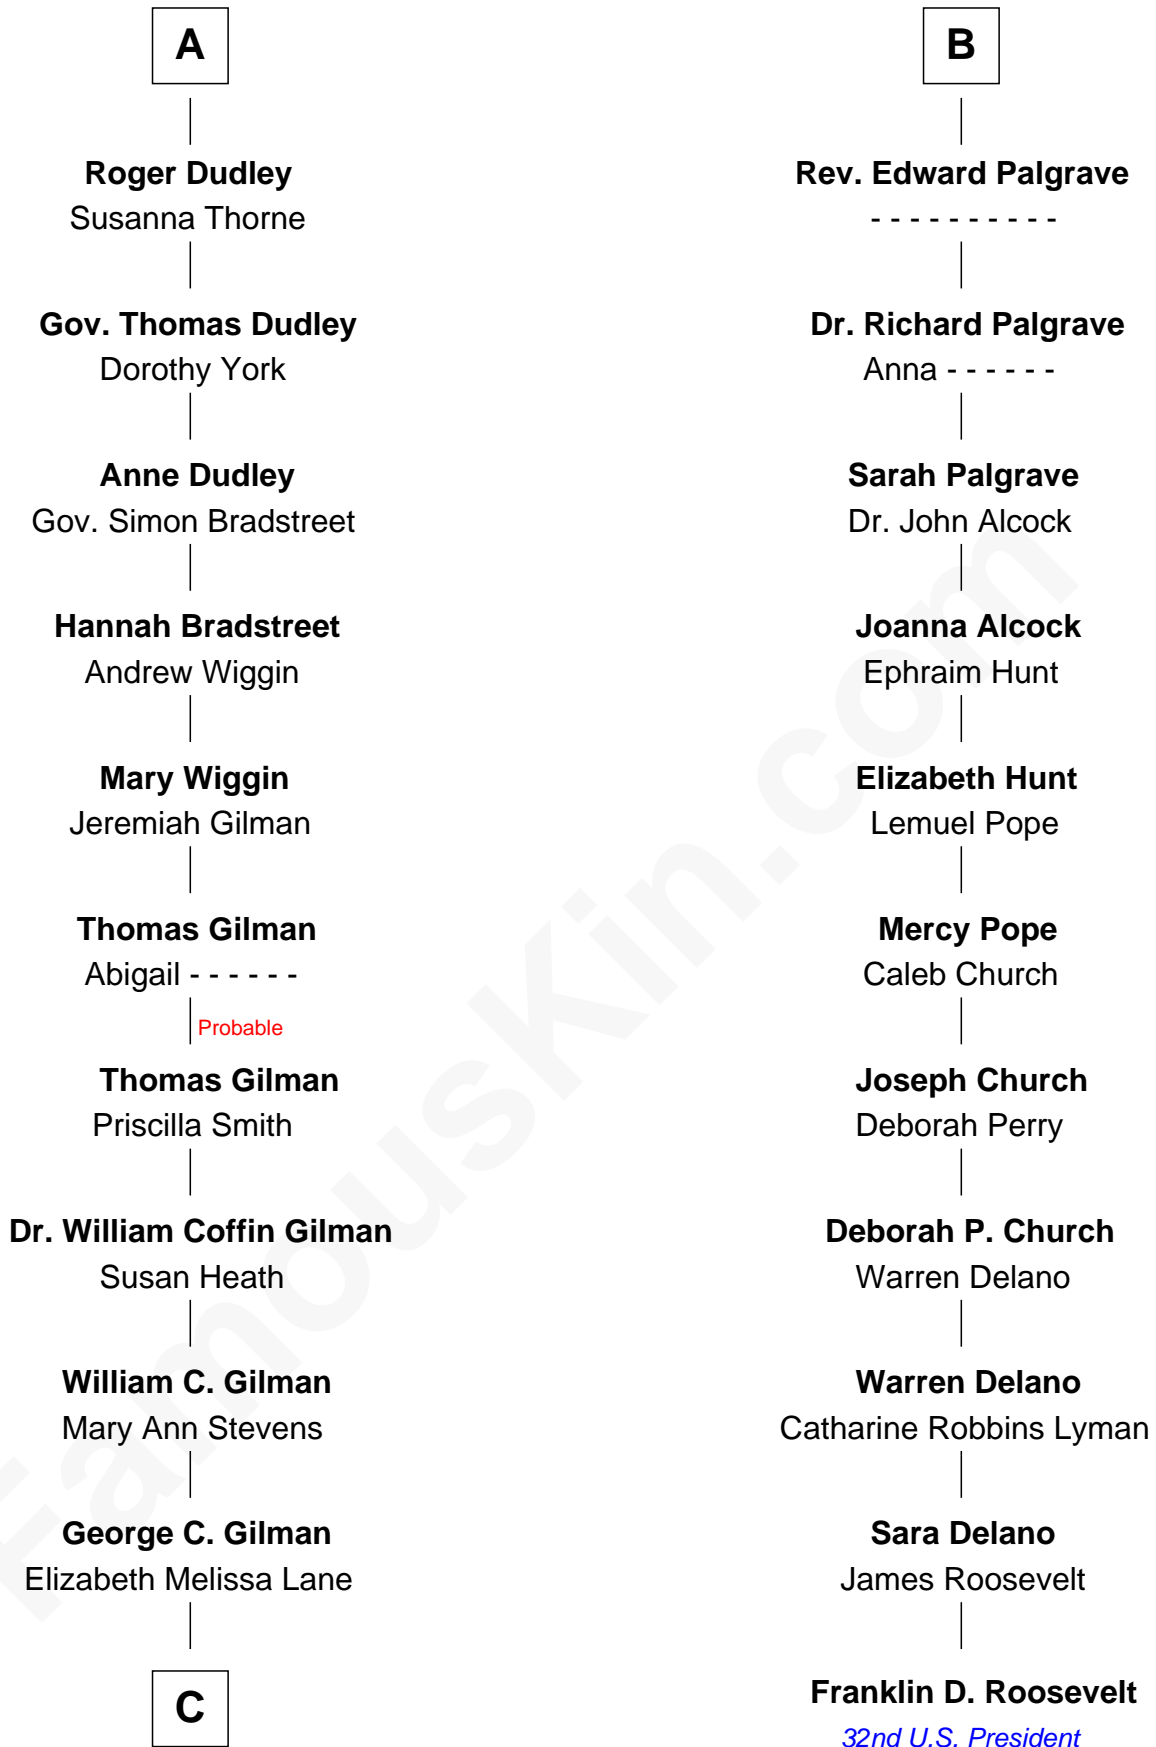 A
Roger Dudley
Susanna Thorne
Gov. Thomas Dudley
Dorothy York
Anne Dudley
Gov. Simon Bradstreet
Hannah Bradstreet
Andrew Wiggin
Mary Wiggin
Jeremiah Gilman
Thomas Gilman
Abigail - - - - - -
Probable
Thomas Gilman
Priscilla Smith
Dr. William Coffin Gilman
Susan Heath
William C. Gilman
Mary Ann Stevens
George C. Gilman
Elizabeth Melissa Lane
C
B
Rev. Edward Palgrave
- - - - - - - - - -
Dr. Richard Palgrave
Anna - - - - - -
Sarah Palgrave
Dr. John Alcock
Joanna Alcock
Ephraim Hunt
Elizabeth Hunt
Lemuel Pope
Mercy Pope
Caleb Church
Joseph Church
Deborah Perry
Deborah P. Church
Warren Delano
Warren Delano
Catharine Robbins Lyman
Sara Delano
James Roosevelt
Franklin D. Roosevelt
32nd U.S. President
FamousKin.com